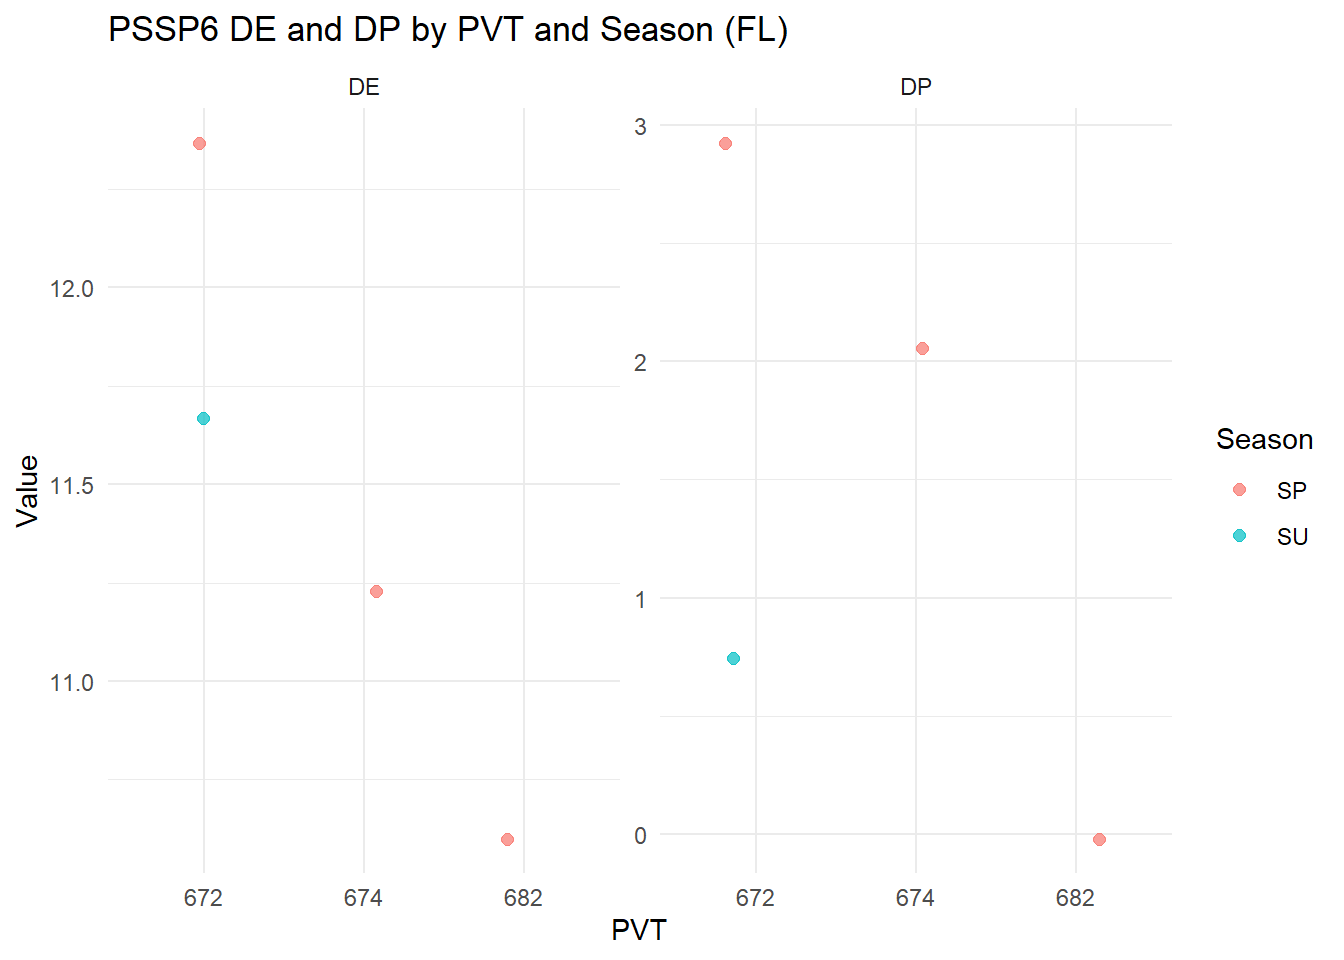 PSSP6 DE and DP by PVT and Season (FL)
DE
DP
Value
12.0
11.5
11.0
3
2
1
0
672
674
682
672
674
682
PVT
Season
SP
SU